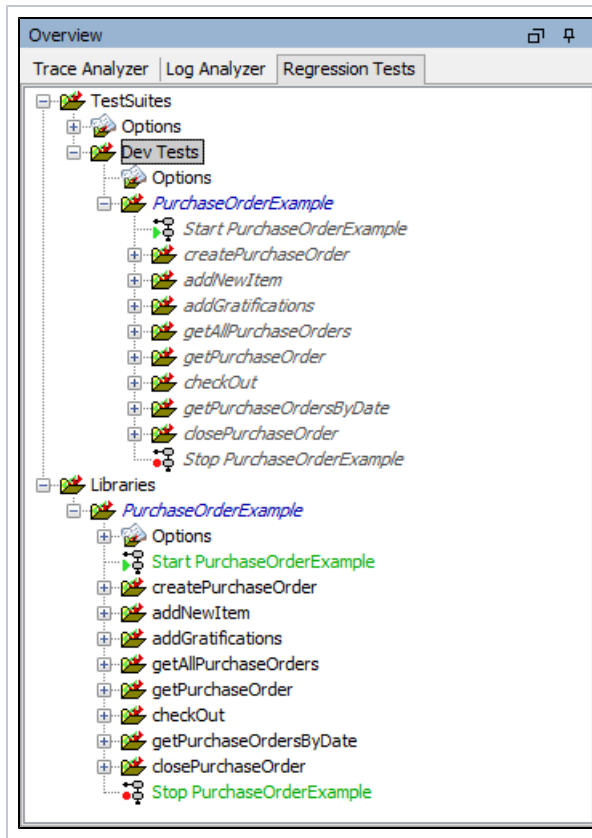 Overview
Trace Analyzer Log Analyzer Regression Tests
TestSuites
Options
Dev Tests
Options
PurchaseOrderExample
Start PurchaseOrderExample
createPurchaseOrder
addNewItem
addGratifications
getAllPurchaseOrders
getPurchaseOrder
checkOut
getPurchaseOrdersByDate
closePurchaseOrder
Stop PurchaseOrderExample
Libraries
PurchaseOrderExample
Options
Start PurchaseOrderExample
createPurchaseOrder
addNewItem
addGratifications
getAllPurchaseOrders
getPurchaseOrder
checkOut
getPurchaseOrdersByDate
closePurchaseOrder
Stop PurchaseOrderExample